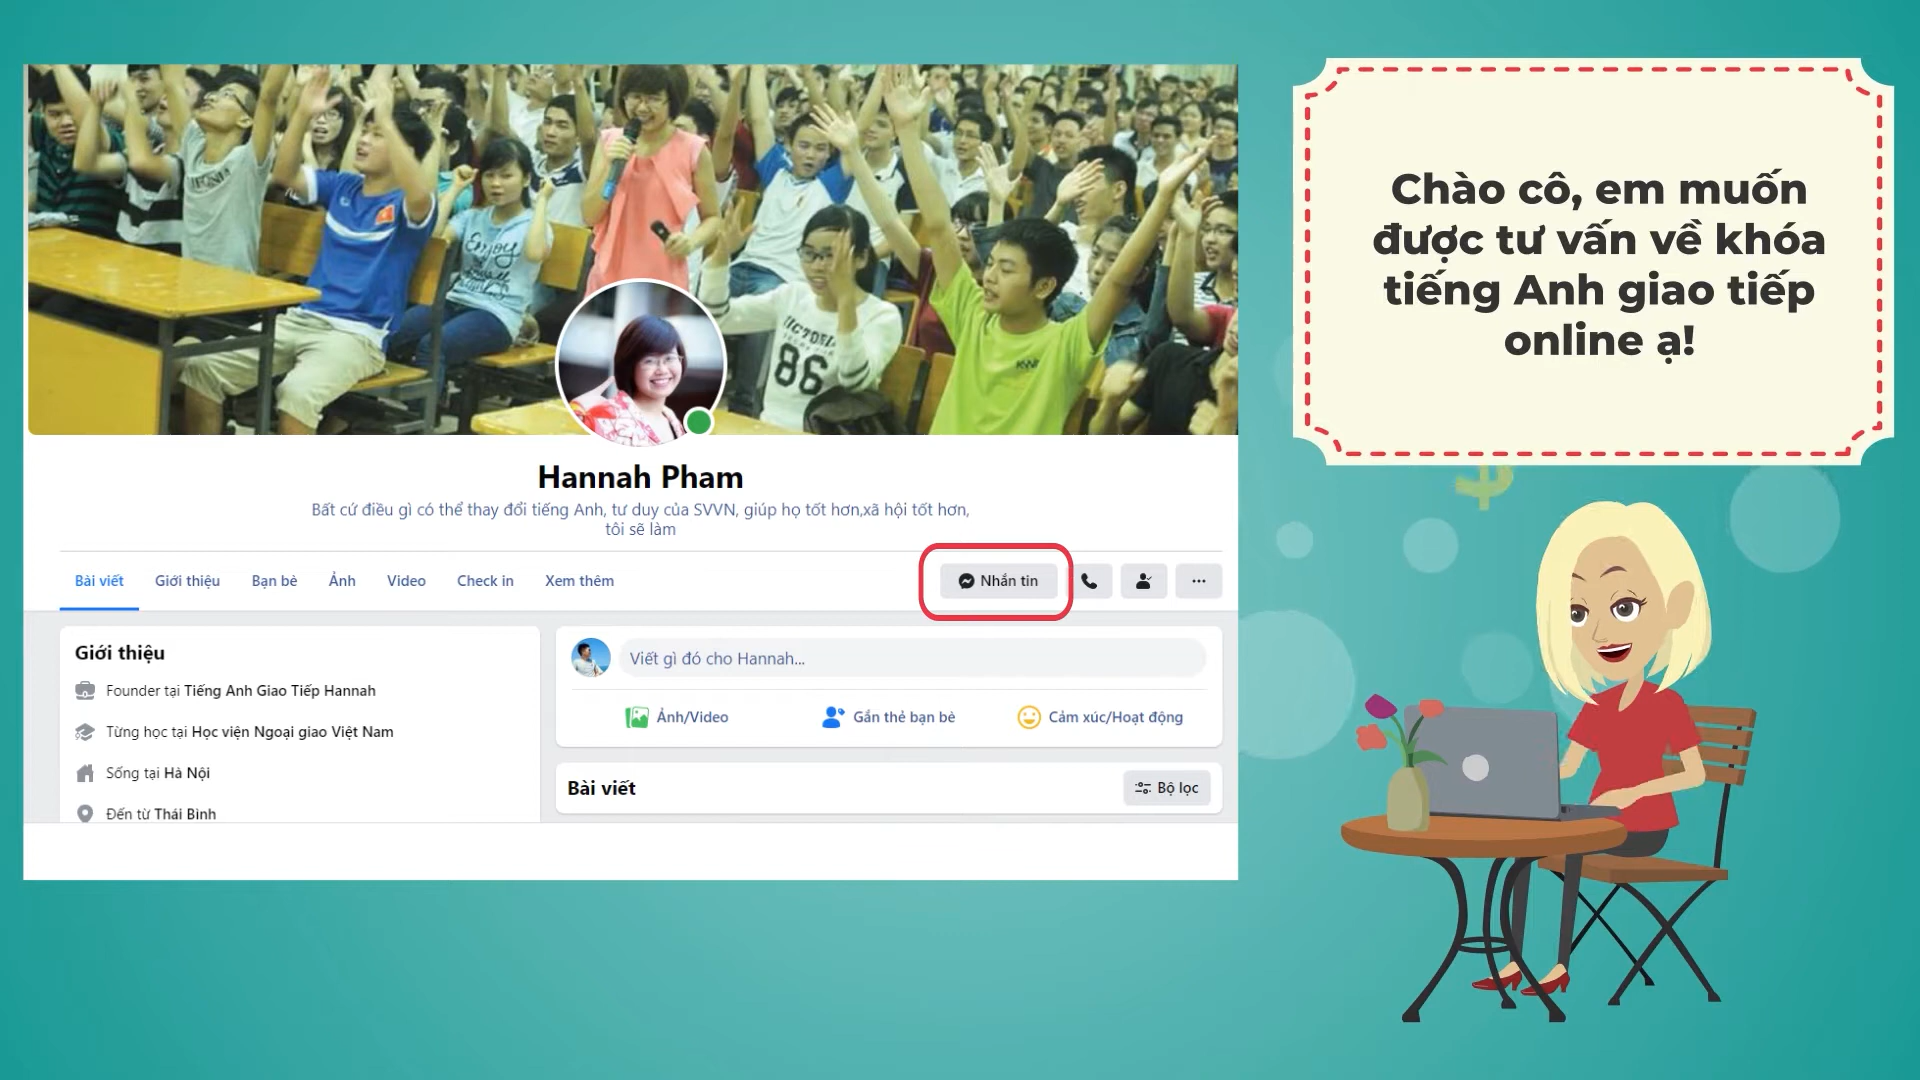 Hannah Pham
Bất cứ điều gì có thể thay đổi tiếng Anh, tư duy của SVVN, giúp họ tốt hơn,xã hội tốt hơn,
tôi sẽ làm
Bài viết Giới thiệu Bạn bè Ảnh Video Check in Xem thêm Nhắn tin
Giới thiệu
Founder tại Tiếng Anh Giao Tiếp Hannah
Từng học tại Học viện Ngoại giao Việt Nam
Sống tại Hà Nội
Đến từ Thái Bình
Viết gì đó cho Hannah...
Ảnh/Video Gắn thẻ bạn bè Cảm xúc/Hoạt động
Bài viết Bộ lọc
Chào cô, em muốn
được tư vấn về khóa
tiếng Anh giao tiếp
online ạ!
Enjoy
VICTORIA
86
$